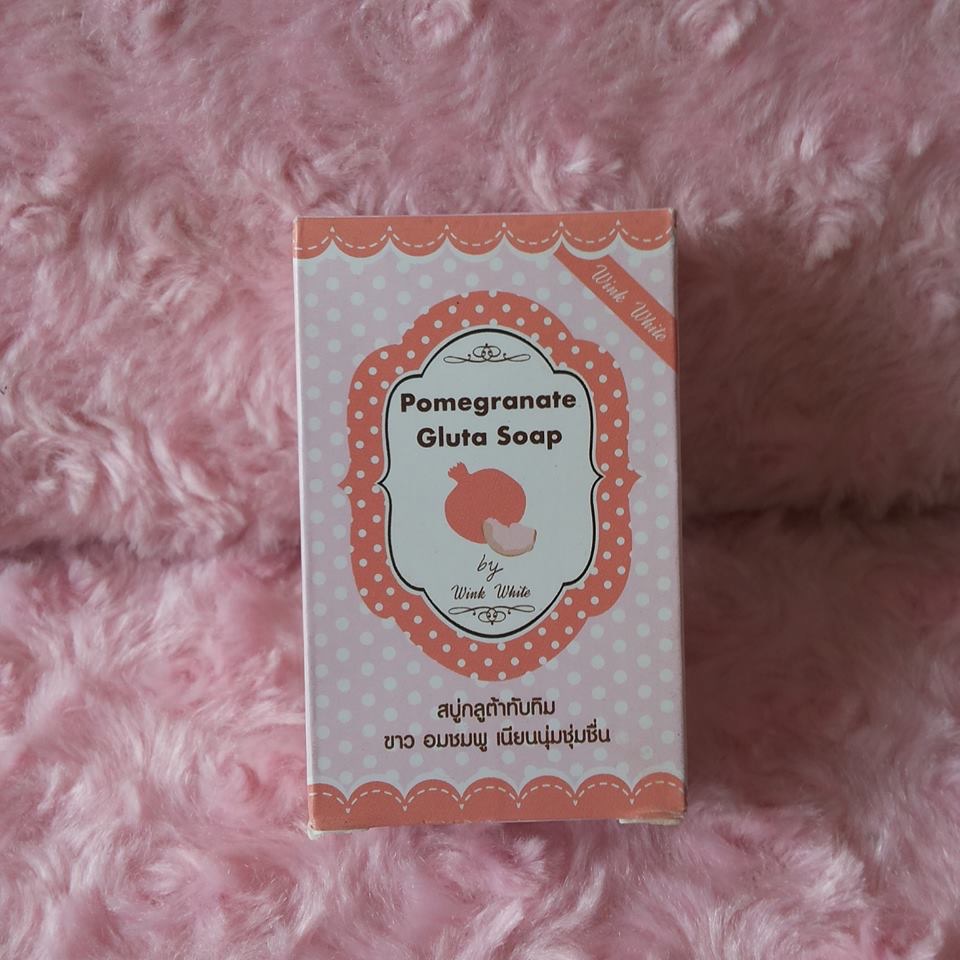 Wink White
Pomegranate
Gluta Soap
by
Wink White
สบู่กลูต้าทับทิม
ขาว อมชมพู เนียนนุ่มชุ่มชื่น